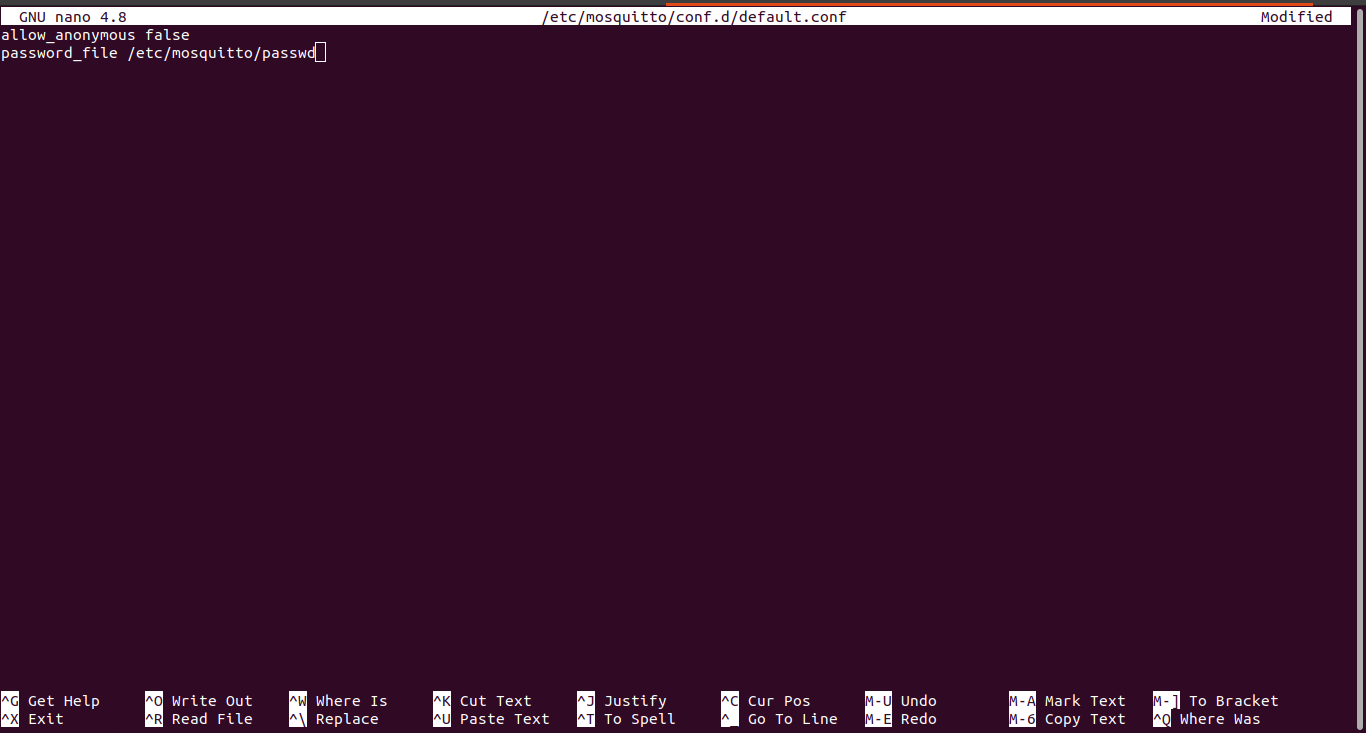 GNU nano 4.8 /etc/mosquitto/conf.d/default.conf Modified
allow_anonymous false
password_file /etc/mosquitto/passwd
^G Get Help ^O Write Out ^W Where Is ^K Cut Text ^J Justify ^C Cur Pos M-U Undo M-A Mark Text M-] To Bracket
^X Exit ^R Read File ^\ Replace ^U Paste Text ^T To Spell ^_ Go To Line M-E Redo M-6 Copy Text ^Q Where Was